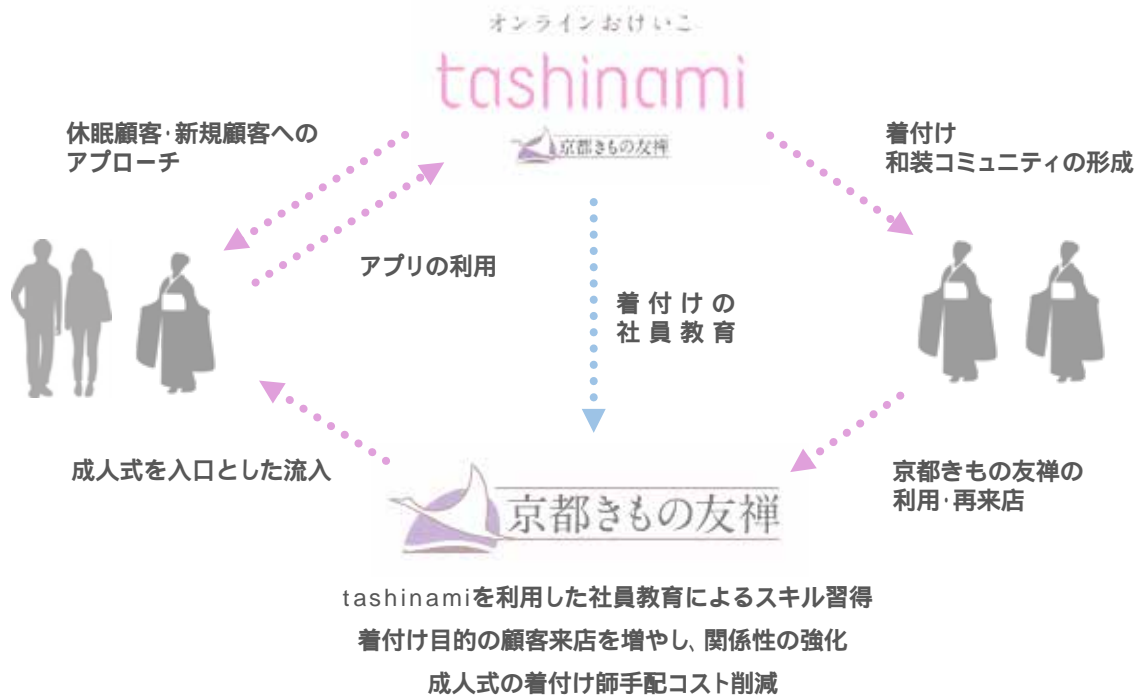 オンラインおけいこ
tashinami
京都きもの友禅
休眠顧客・新規顧客への
アプローチ
着付け
和装コミュニティの形成
アプリの利用
着付けの
社員教育
成人式を入口とした流入
京都きもの友禅の
利用・再来店
京都きもの友禅
tashinamiを利用した社員教育によるスキル習得
着付け目的の顧客来店を増やし、関係性の強化
成人式の着付け師手配コスト削減